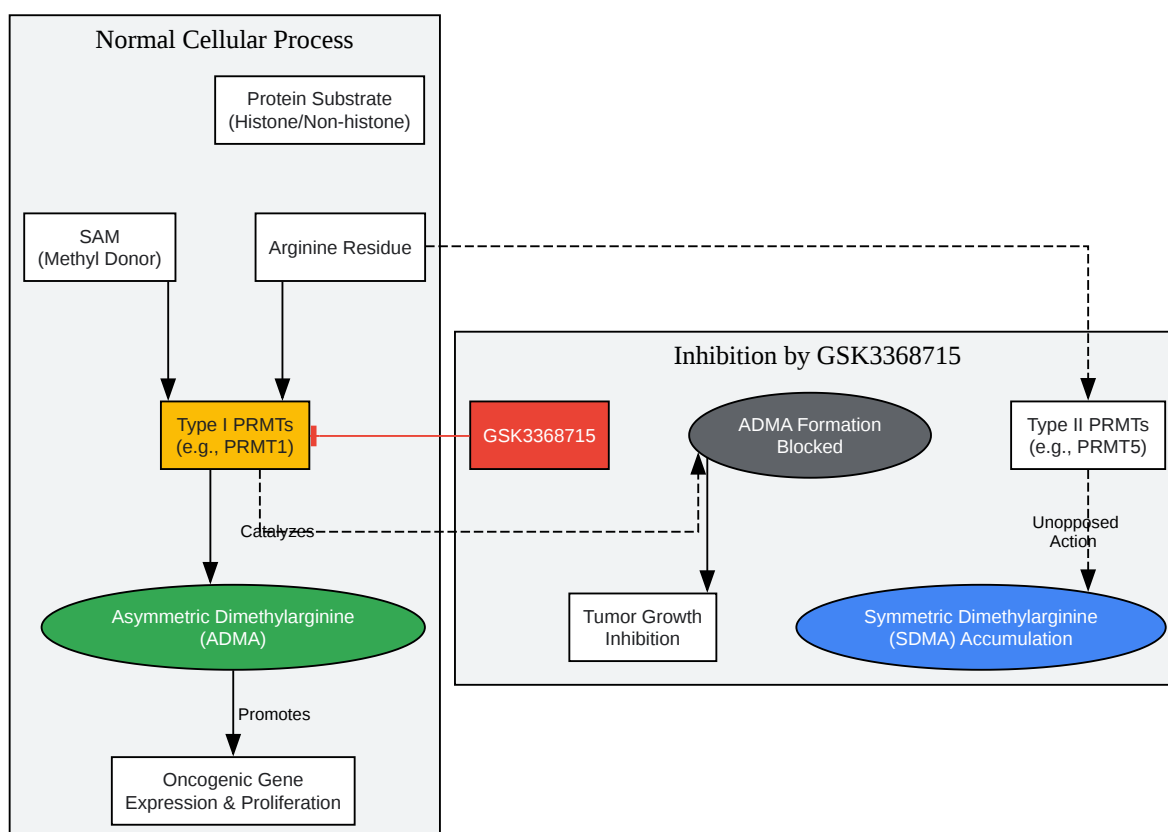 Normal Cellular Process
Protein Substrate
(Histone/Non-histone)
SAM
(Methyl Donor)
Arginine Residue
Inhibition by GSK3368715
Type I PRMTs
(e.g., PRMT1)
GSK3368715
ADMA Formation
Blocked
Type II PRMTs
(e.g., PRMT5)
Catalyzes
Unopposed
Action
Asymmetric Dimethylarginine
(ADMA)
Tumor Growth
Inhibition
Symmetric Dimethylarginine
(SDMA) Accumulation
Promotes
Oncogenic Gene
Expression & Proliferation